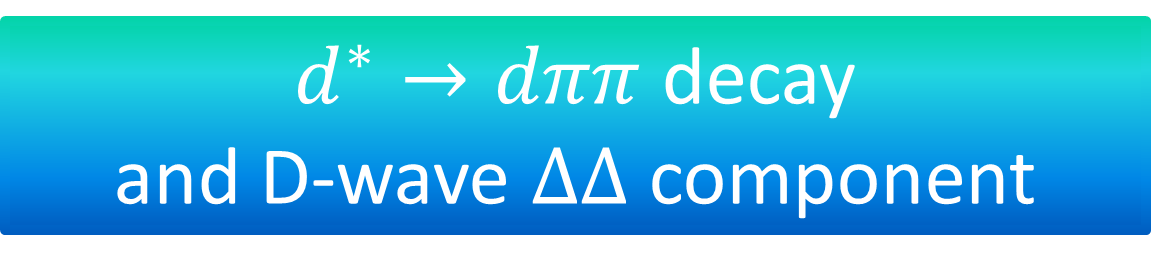 d* → dππ decay
and D-wave ΔΔ component